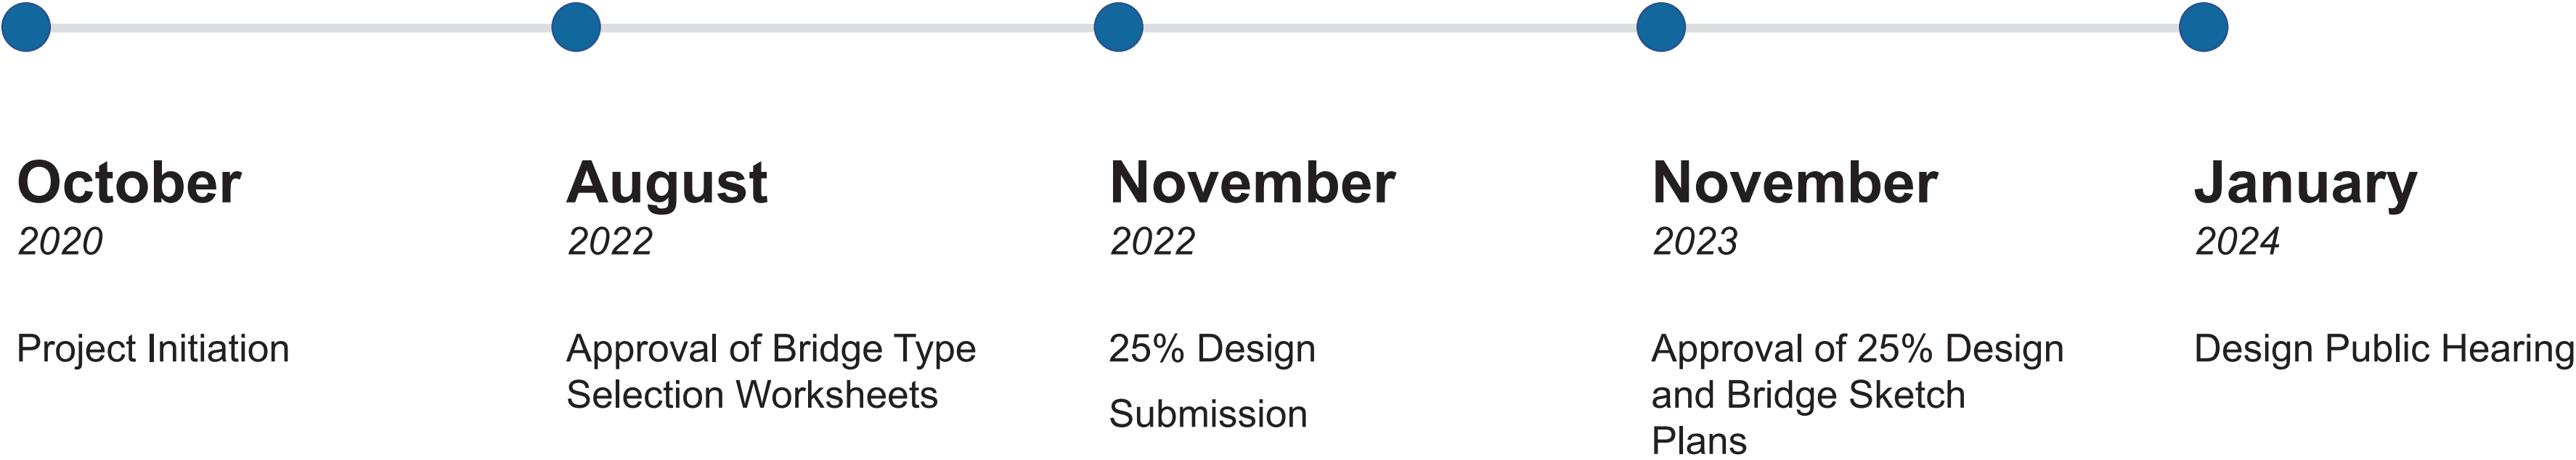 October
2020
Project Initiation
August
2022
Approval of Bridge Type
Selection Worksheets
November
2022
25% Design
Submission
November
2023
Approval of 25% Design
and Bridge Sketch
Plans
January
2024
Design Public Hearing